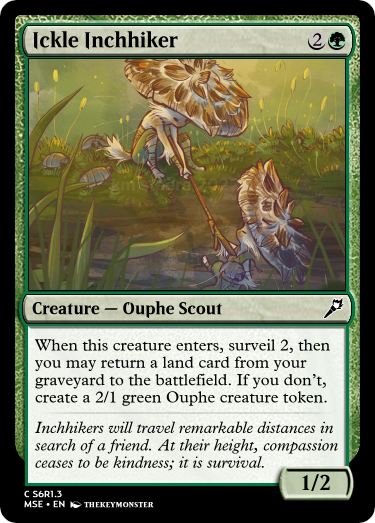 Ickle Inchhiker 2
Creature — Ouphe Scout
When this creature enters, surveil 2, then
you may return a land card from your
graveyard to the battlefield. If you don't,
create a 2/1 green Ouphe creature token.
Inchhikers will travel remarkable distances in
search of a friend. At their height, compassion
ceases to be kindness; it is survival.
1/2
C S6R1.3
MSE • EN THEKEYMONSTER